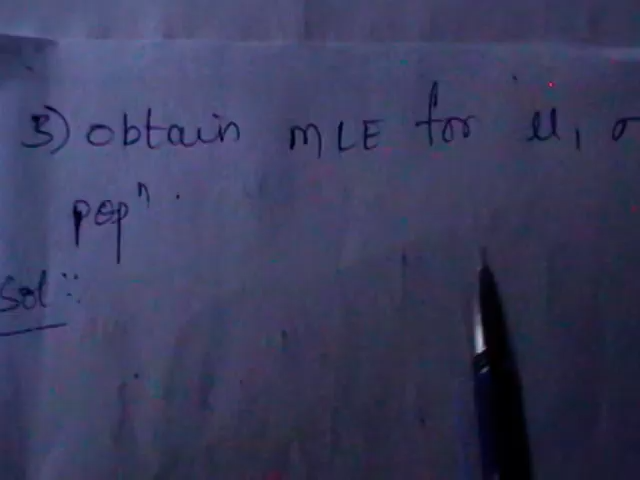 3) obtain MLE for μ, σ
popⁿ.
Sol :-